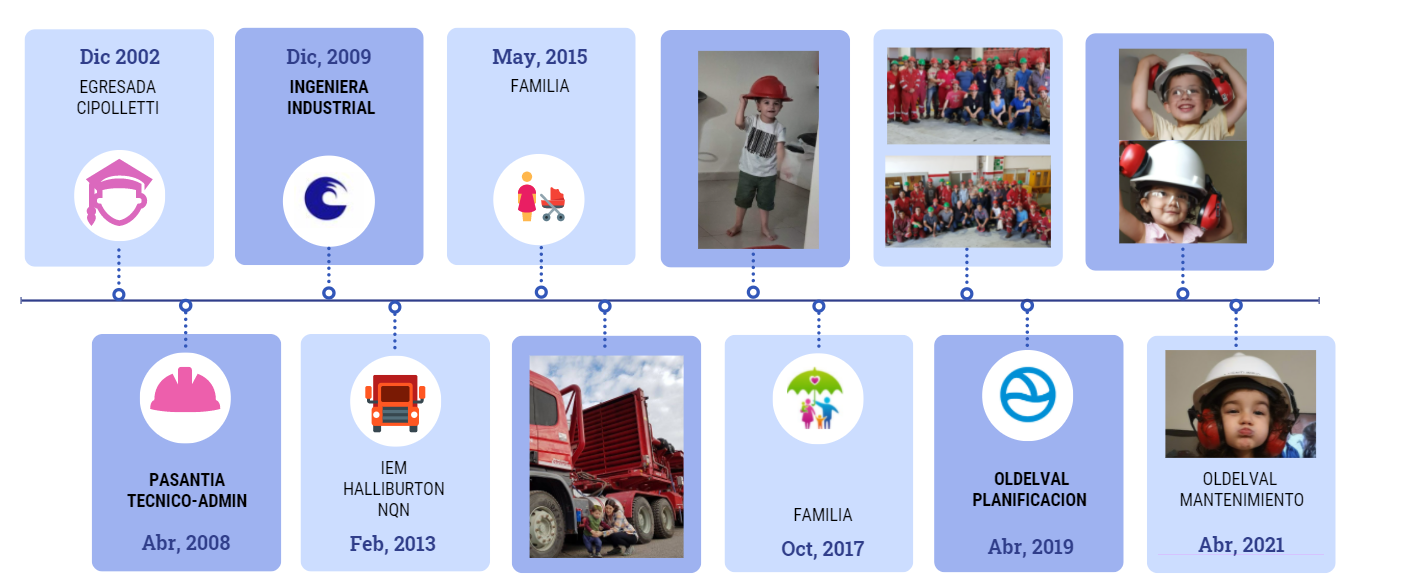 Dic 2002
EGRESADA
CIPOLLETTI
Dic, 2009
INGENIERA
INDUSTRIAL
May, 2015
FAMILIA
PASANTIA
TECNICO-ADMIN
Abr, 2008
IEM
HALLIBURTON
NQN
Feb, 2013
FAMILIA
Oct, 2017
OLDELVAL
PLANIFICACION
Abr, 2019
OLDELVAL
MANTENIMIENTO
Abr, 2021